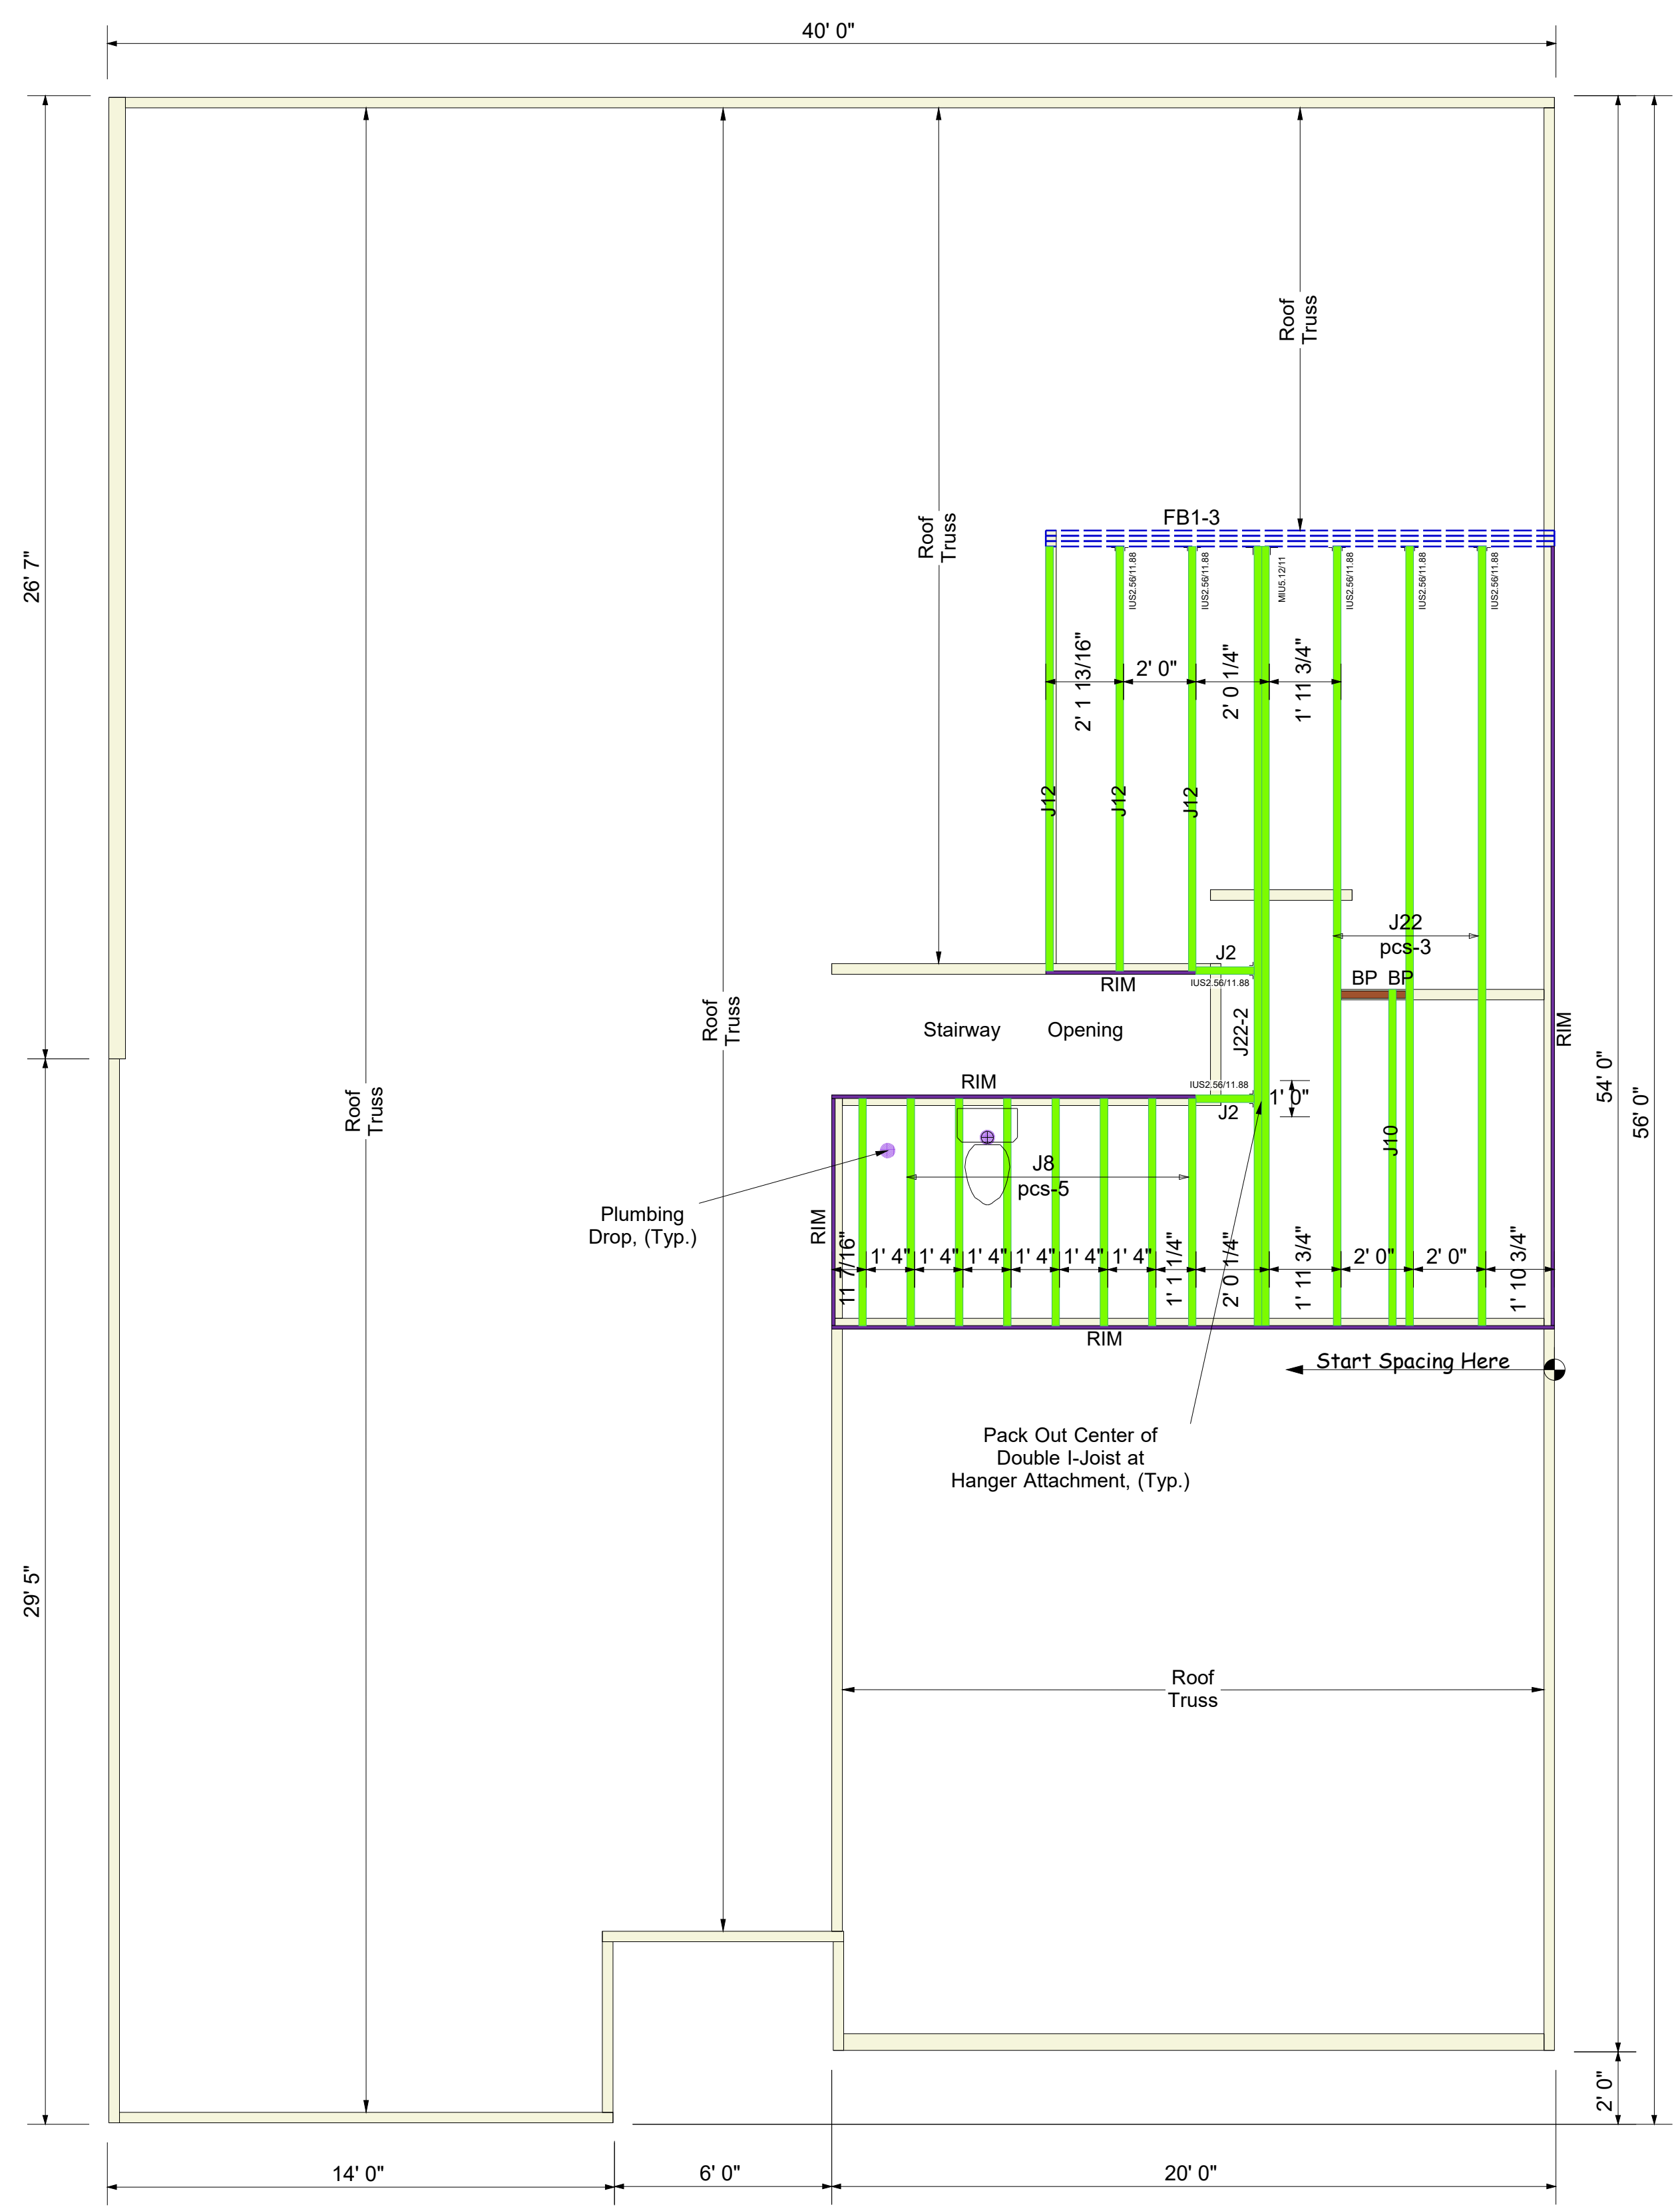 40' 0"
26' 7"
29' 5"
Roof
Truss
Roof
Truss
Roof
Truss
Roof
Truss
FB1-3
IUS2.56/11.88
IUS2.56/11.88
MIU5.12/11
IUS2.56/11.88
IUS2.56/11.88
IUS2.56/11.88
2' 1 13/16"
2' 0"
2' 0 1/4"
1' 11 3/4"
J12
J12
J12
J22
pcs-3
J2
IUS2.56/11.88
RIM
BP
BP
Stairway
Opening
J22-2
RIM
RIM
IUS2.56/11.88
J2
1' 0"
54' 0"
56' 0"
J10
J8
pcs-5
Plumbing
Drop, (Typ.)
RIM
11 7/16"
1' 4"
1' 4"
1' 4"
1' 4"
1' 4"
1' 4"
1' 1 1/4"
2' 0 1/4"
1' 11 3/4"
2' 0"
2' 0"
1' 10 3/4"
RIM
Start Spacing Here
Pack Out Center of
Double I-Joist at
Hanger Attachment, (Typ.)
Roof
Truss
2' 0"
14' 0"
6' 0"
20' 0"